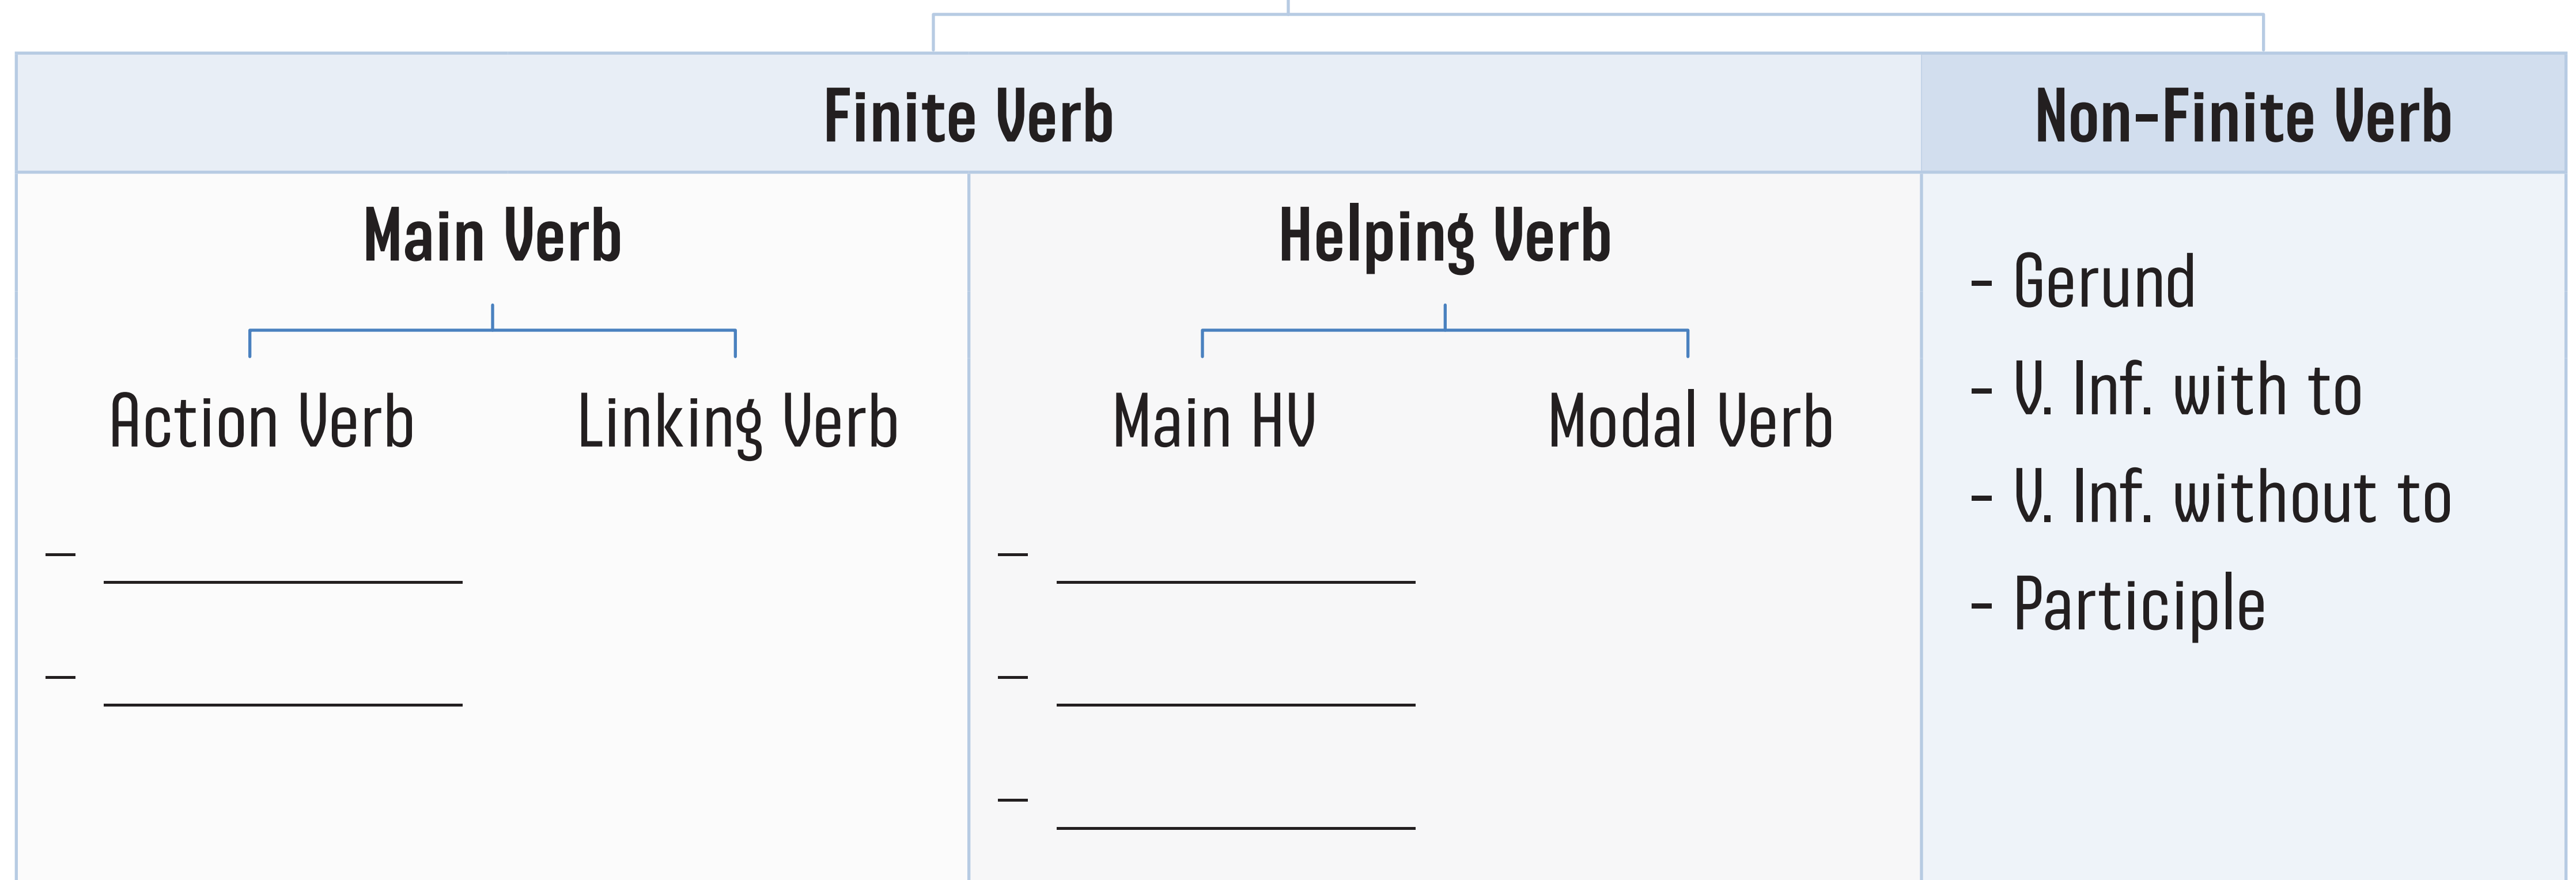 Finite Verb
Non-Finite Verb
Main Verb
Action Verb
Linking Verb
–
–
Helping Verb
Main HV
Modal Verb
–
–
–
- Gerund
- V. Inf. with to
- V. Inf. without to
- Participle